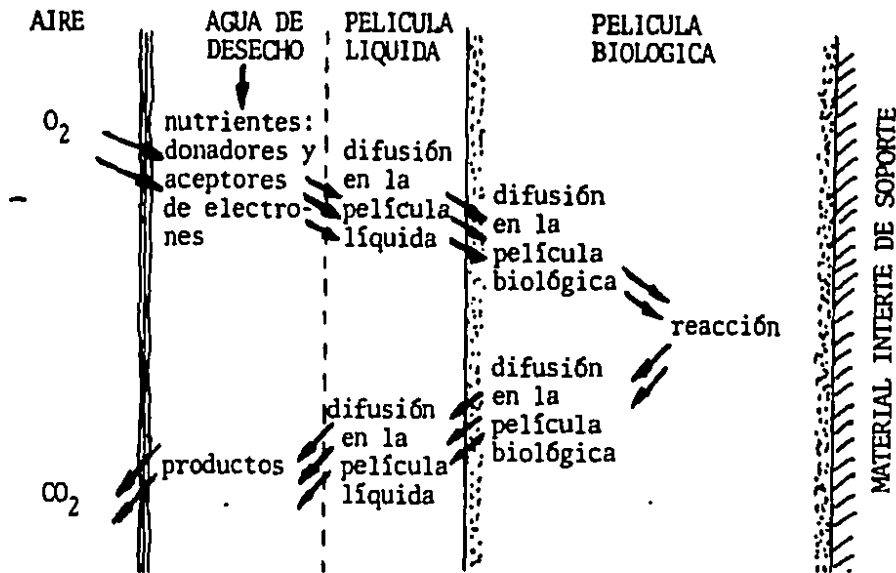 AIRE
AGUA DE
DESECHO
PELICULA
LIQUIDA
PELICULA
BIOLOGICA
O2
nutrientes:
donadores y
aceptores
de electro-
nes
difusión
en la
película
líquida
difusión
en la
película
biológica
reacción
difusión
en la
película
biológica
difusión
en la
película
líquida
productos
CO2
MATERIAL INTERTE DE SOPORTE